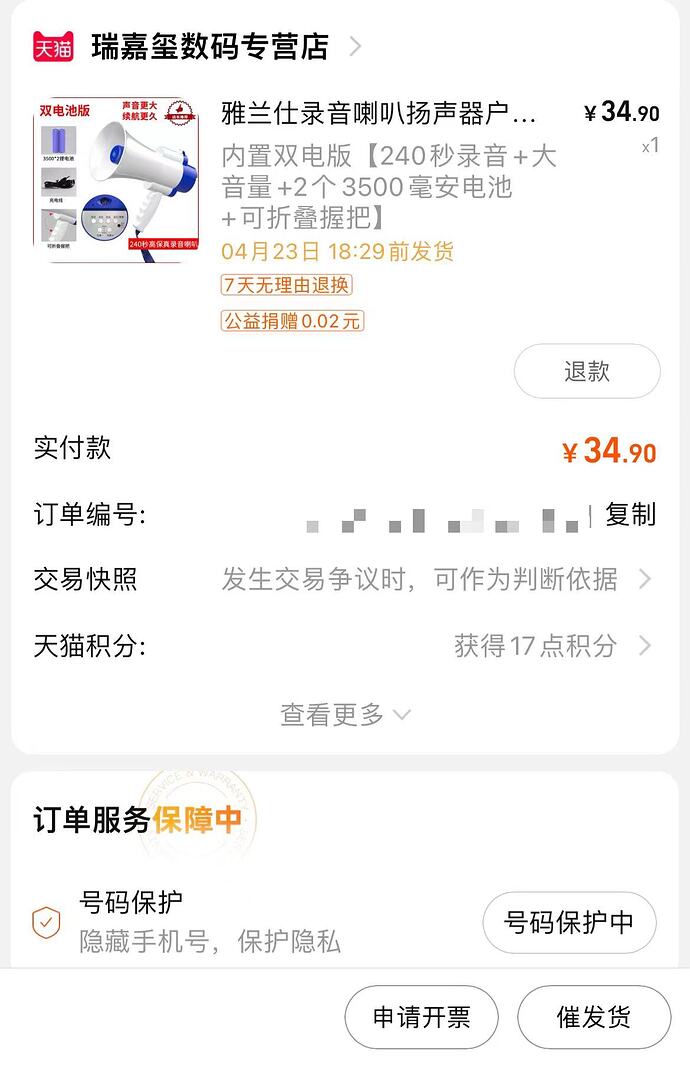 天猫 瑞嘉玺数码专营店
双电池版
声音更大
续航更久
3500*2锂电池
充电线
可折叠握把
240秒高保真录音喇叭
雅兰仕录音喇叭扬声器户... ¥34.90
内置双电版【240秒录音+大 x1
音量+2个3500毫安电池
+可折叠握把】
04月23日 18:29前发货
7天无理由退换
公益捐赠0.02元
退款
实付款 ¥34.90
订单编号: | 复制
交易快照 发生交易争议时，可作为判断依据
天猫积分: 获得17点积分
查看更多
SERVICE & WARRANTY
订单服务保障中
号码保护
隐藏手机号，保护隐私
号码保护中
申请开票 催发货